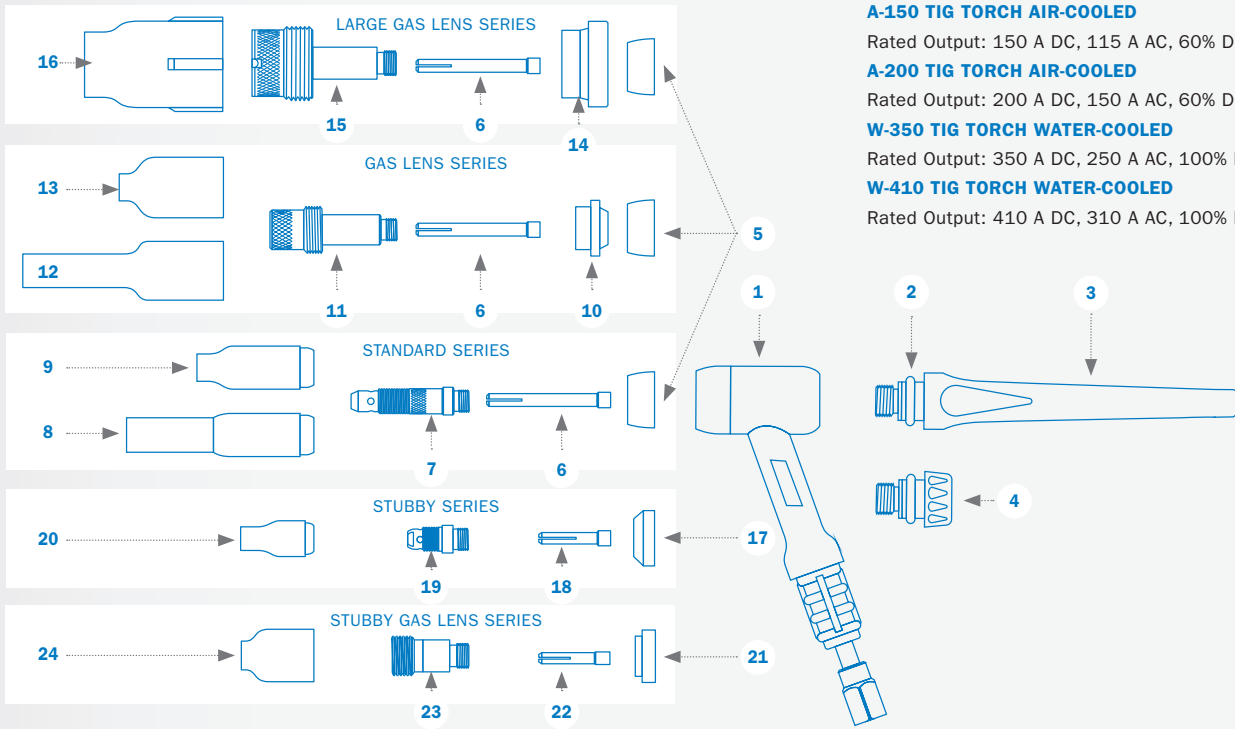 LARGE GAS LENS SERIES
16
15
6
14
GAS LENS SERIES
13
12
11
6
10
5
STANDARD SERIES
9
8
7
6
STUBBY SERIES
20
19
18
17
STUBBY GAS LENS SERIES
24
23
22
21
A-150 TIG TORCH AIR-COOLED
Rated Output: 150 A DC, 115 A AC, 60% D
A-200 TIG TORCH AIR-COOLED
Rated Output: 200 A DC, 150 A AC, 60% D
W-350 TIG TORCH WATER-COOLED
Rated Output: 350 A DC, 250 A AC, 100%
W-410 TIG TORCH WATER-COOLED
Rated Output: 410 A DC, 310 A AC, 100%
1
2
3
4